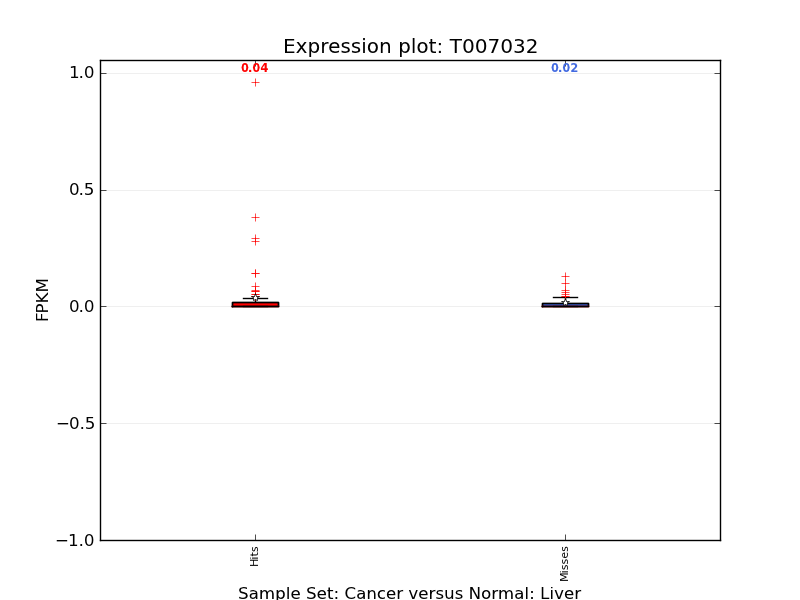 Expression plot: T007032
0.04
0.02
1.0
0.5
0.0
−0.5
−1.0
FPKM
Hits
Misses
Sample Set: Cancer versus Normal: Liver